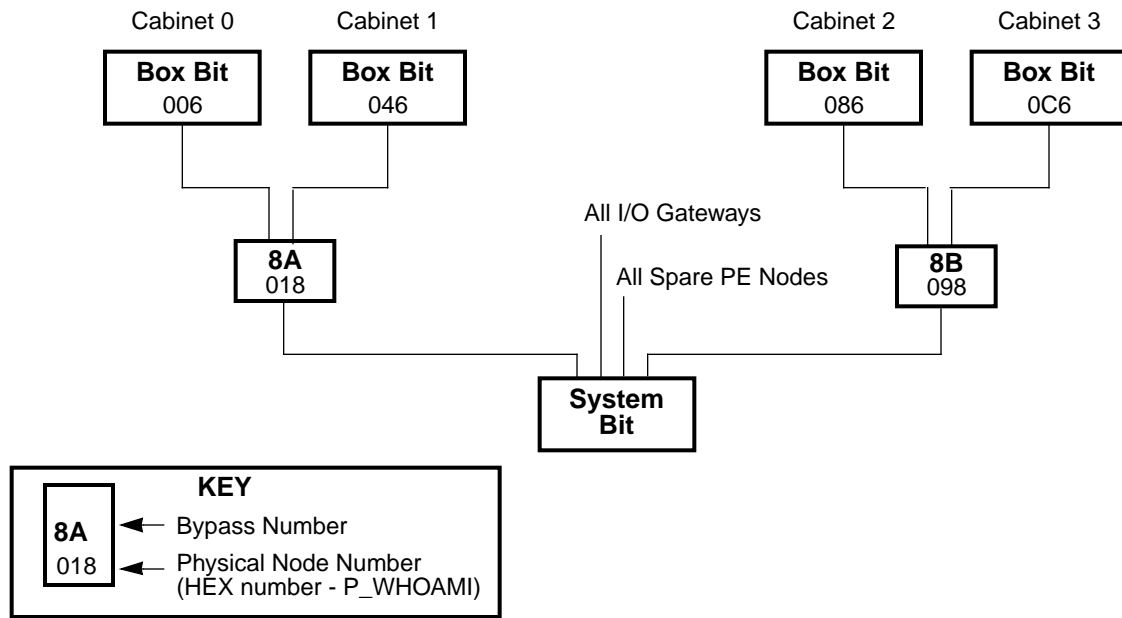 Cabinet 0
Cabinet 1
Cabinet 2
Cabinet 3
Box Bit
006
Box Bit
046
Box Bit
086
Box Bit
0C6
All I/O Gateways
8A
018
8B
098
All Spare PE Nodes
System
Bit
KEY
8A
018
Bypass Number
Physical Node Number
(HEX number - P_WHOAMI)